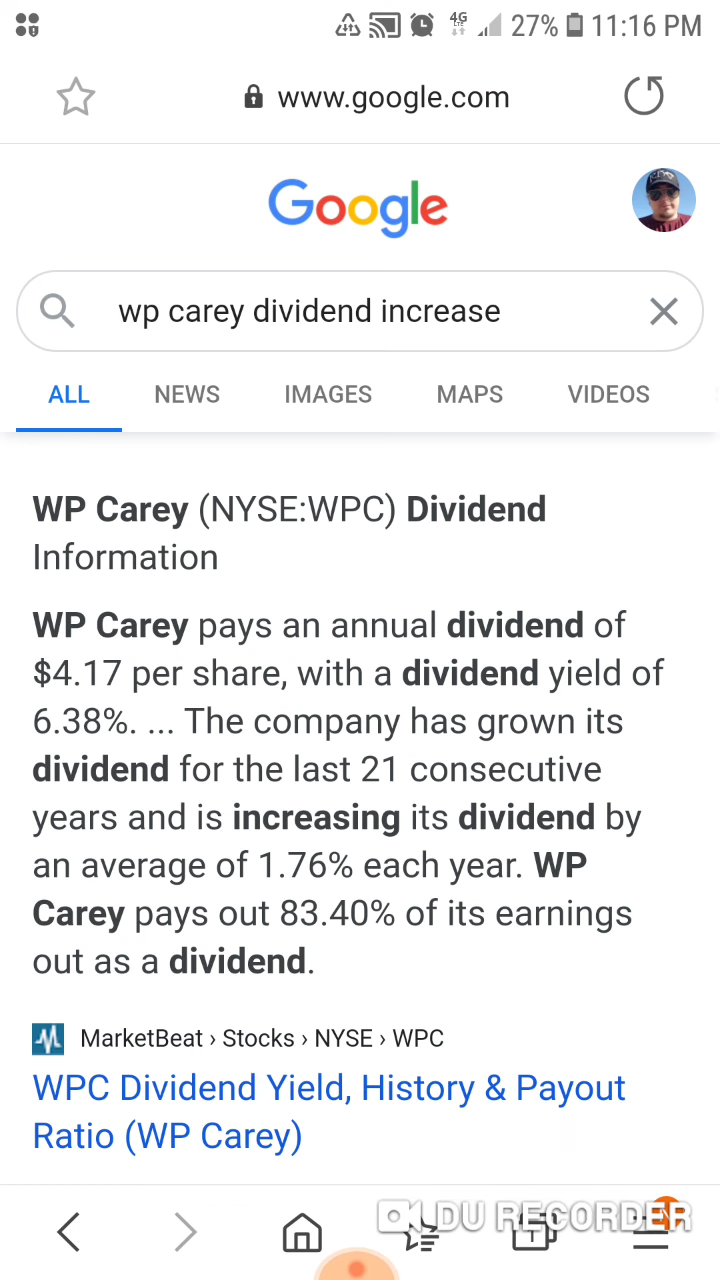 4G LTE 27% 11:16 PM
www.google.com
Google
wp carey dividend increase
ALL NEWS IMAGES MAPS VIDEOS
WP Carey (NYSE:WPC) Dividend
Information
WP Carey pays an annual dividend of
$4.17 per share, with a dividend yield of
6.38%. ... The company has grown its
dividend for the last 21 consecutive
years and is increasing its dividend by
an average of 1.76% each year. WP
Carey pays out 83.40% of its earnings
out as a dividend.
MarketBeat › Stocks › NYSE › WPC
WPC Dividend Yield, History & Payout
Ratio (WP Carey)
DU RECORDER
1